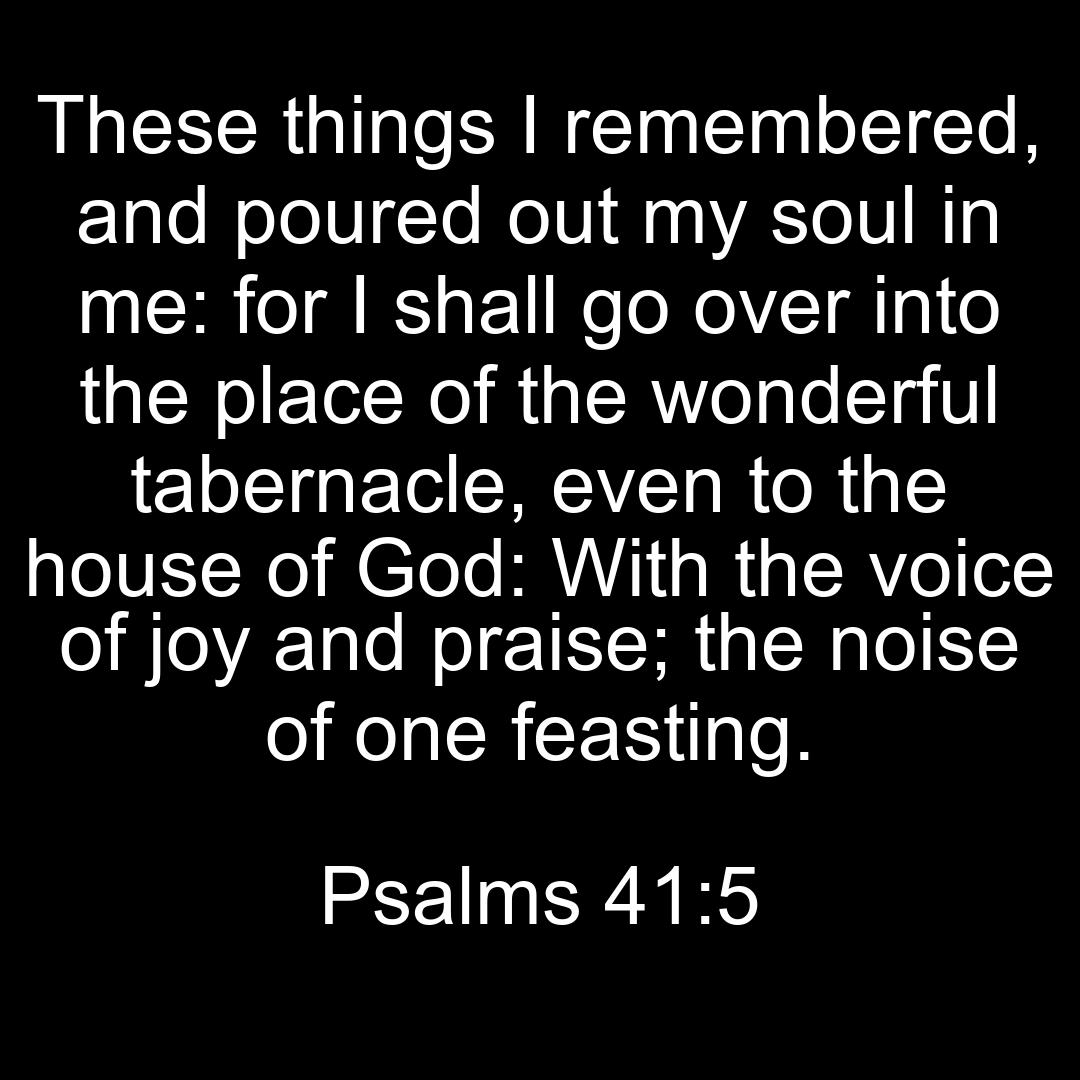 These things I remembered,
and poured out my soul in
me: for I shall go over into
the place of the wonderful
tabernacle, even to the
house of God: With the voice
of joy and praise; the noise
of one feasting.
Psalms 41:5